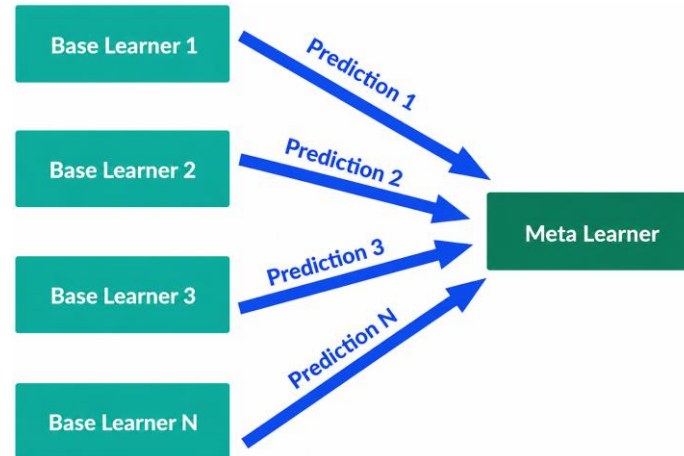 Base Learner 1
Prediction 1
Base Learner 2
Prediction 2
Meta Learner
Base Learner 3
Prediction 3
Base Learner N
Prediction N